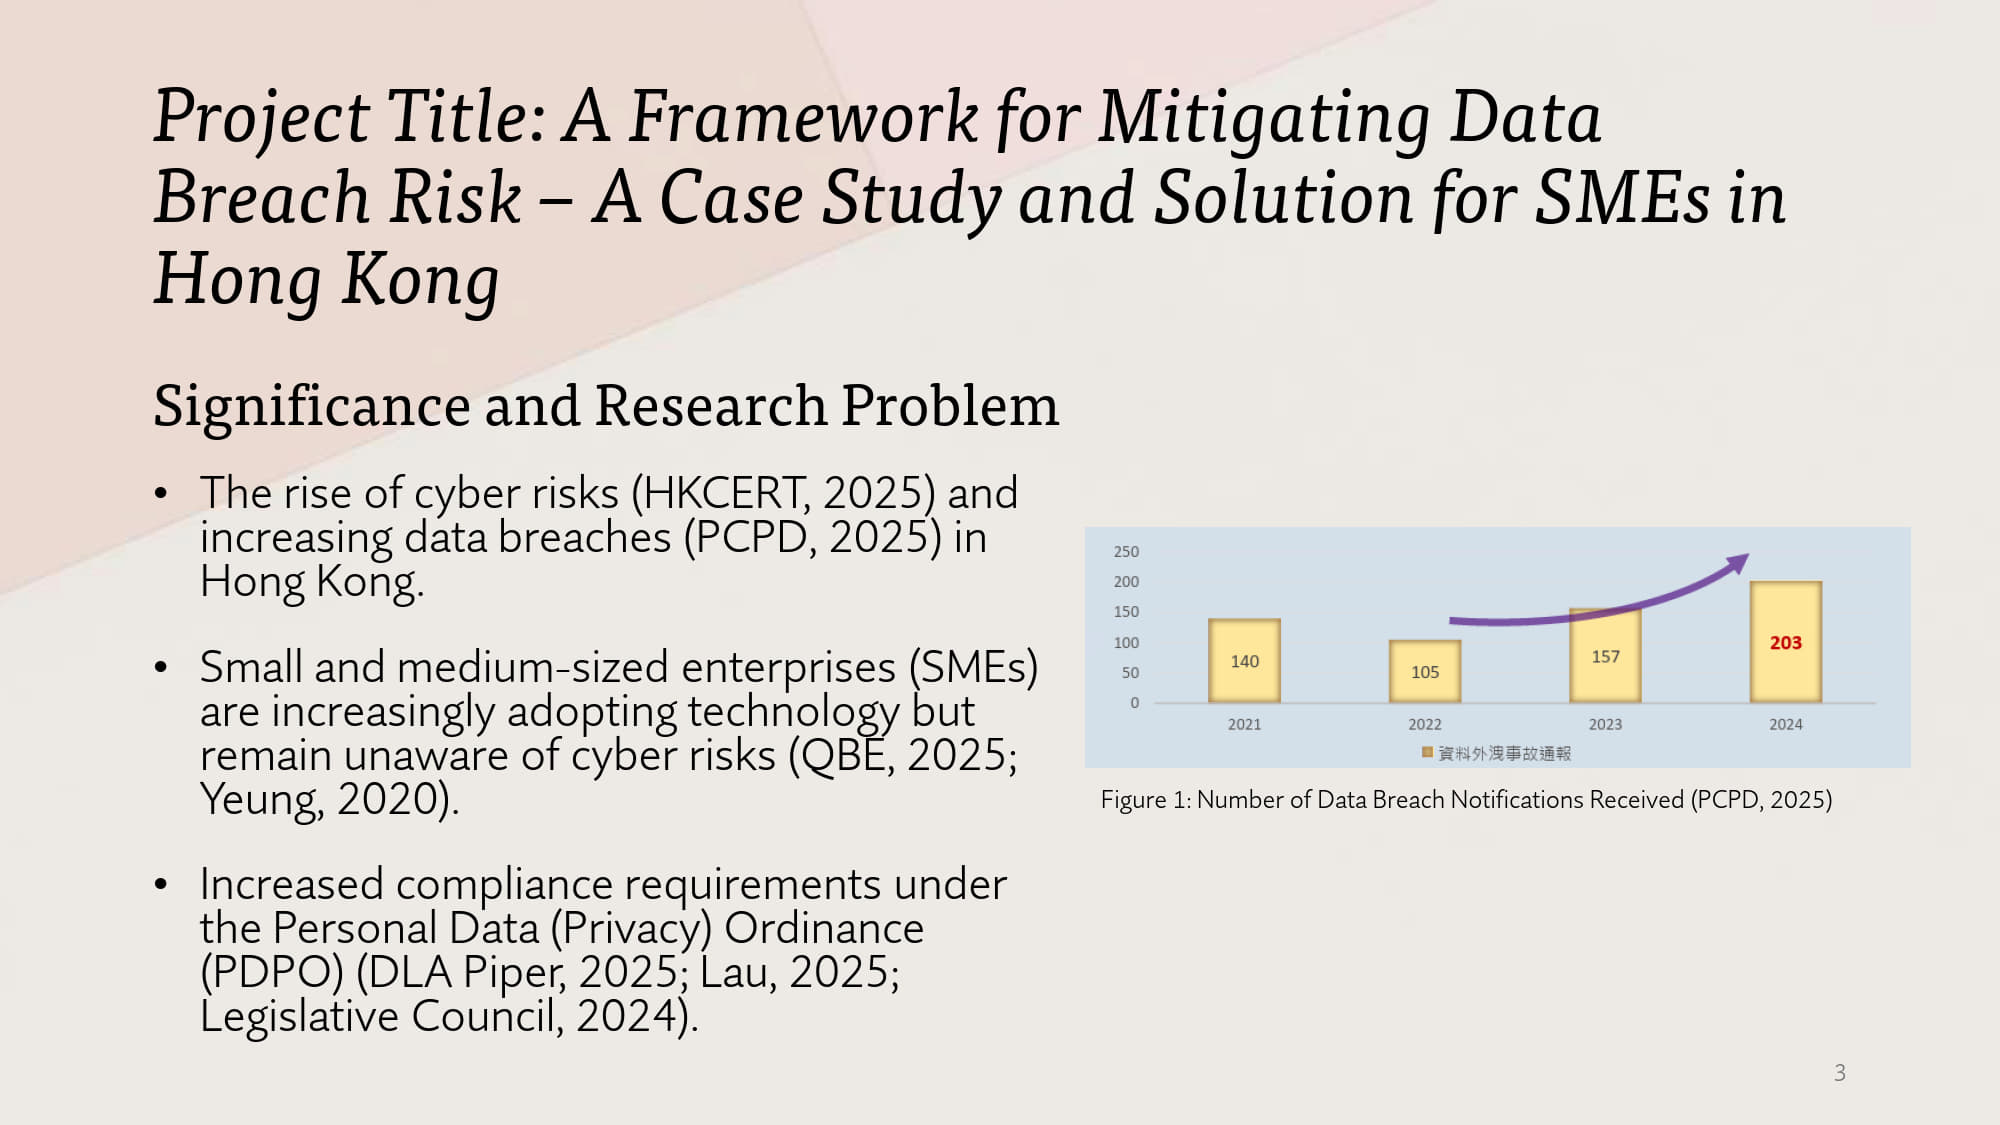 Project Title: A Framework for Mitigating Data
Breach Risk – A Case Study and Solution for SMEs in
Hong Kong
Significance and Research Problem
• The rise of cyber risks (HKCERT, 2025) and
increasing data breaches (PCPD, 2025) in
Hong Kong.
• Small and medium-sized enterprises (SMEs)
are increasingly adopting technology but
remain unaware of cyber risks (QBE, 2025;
Yeung, 2020).
• Increased compliance requirements under
the Personal Data (Privacy) Ordinance
(PDPO) (DLA Piper, 2025; Lau, 2025;
Legislative Council, 2024).
250
200
150
100
50
0
140
105
157
203
2021
2022
2023
2024
資料外洩事故通報
Figure 1: Number of Data Breach Notifications Received (PCPD, 2025)
3